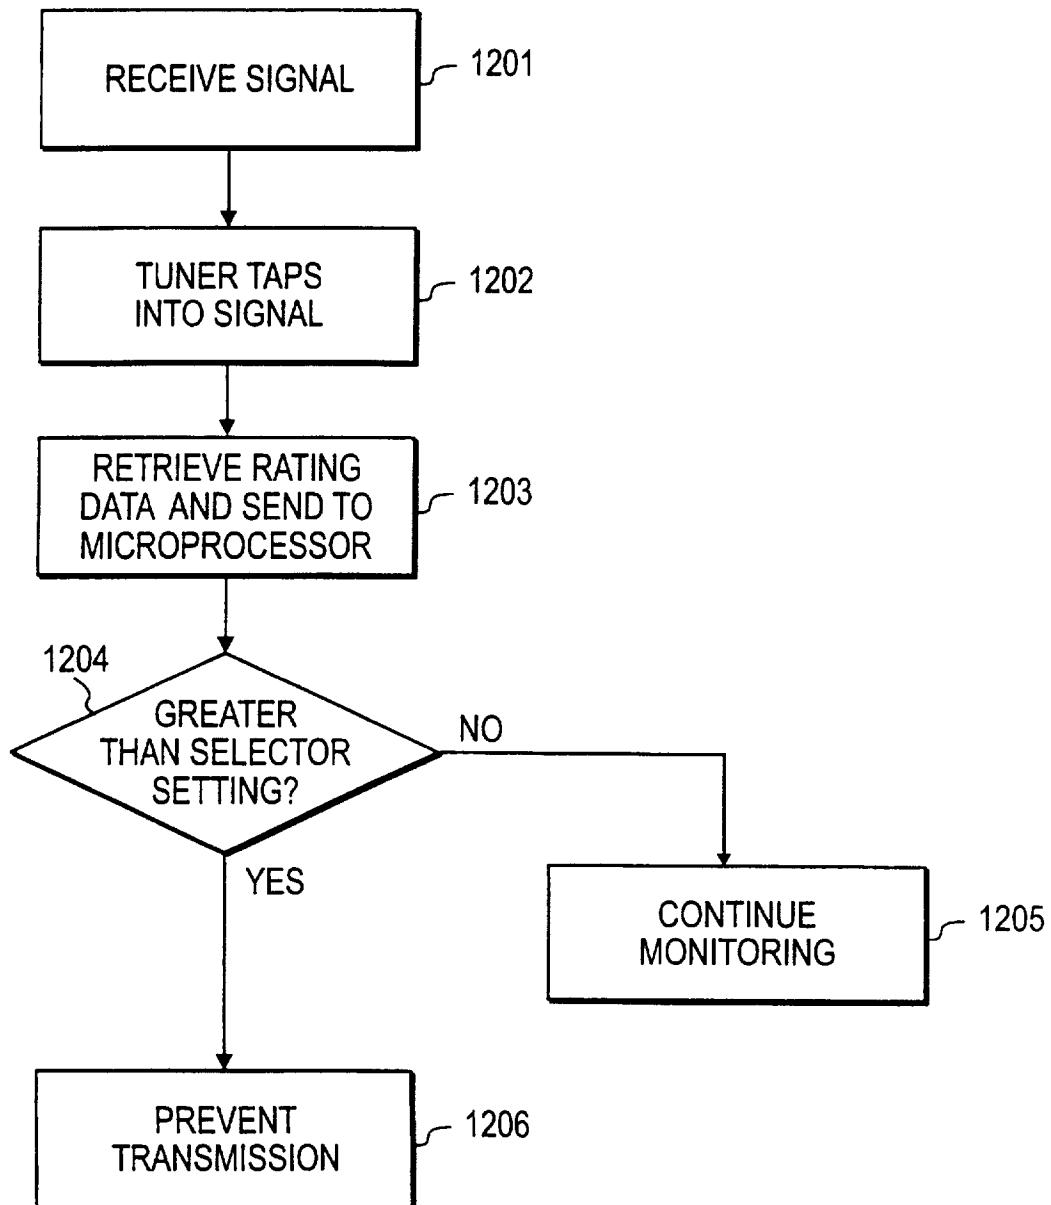 RECEIVE SIGNAL
1201
TUNER TAPS
INTO SIGNAL
1202
RETRIEVE RATING
DATA AND SEND TO
MICROPROCESSOR
1203
1204
GREATER
THAN SELECTOR
SETTING?
NO
YES
CONTINUE
MONITORING
1205
PREVENT
TRANSMISSION
1206